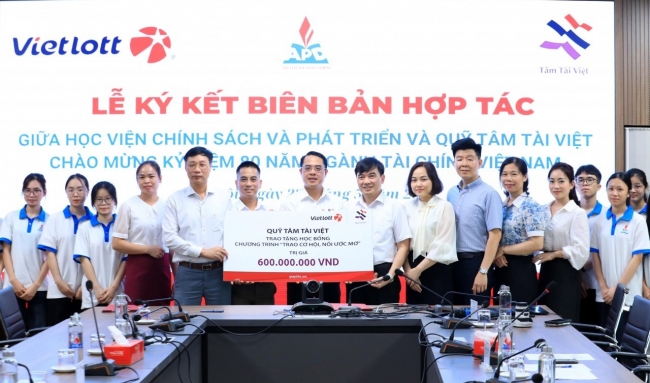 Vietlott
APD
Tâm Tài Việt
LỄ KÝ KẾT BIÊN BẢN HỢP TÁC
GIỮA HỌC VIỆN CHÍNH SÁCH VÀ PHÁT TRIỂN VÀ QUỸ TÂM TÀI VIỆT
CHÀO MỪNG KỶ NIỆM 80 NĂM NGÀNH TÀI CHÍNH VIỆT NAM
Vietlott
QUỸ TÂM TÀI VIỆT
TRAO TẶNG HỌC BỔNG
CHƯƠNG TRÌNH "TRAO CƠ HỘI, NỐI ƯỚC MƠ"
TRỊ GIÁ
600.000.000 VND